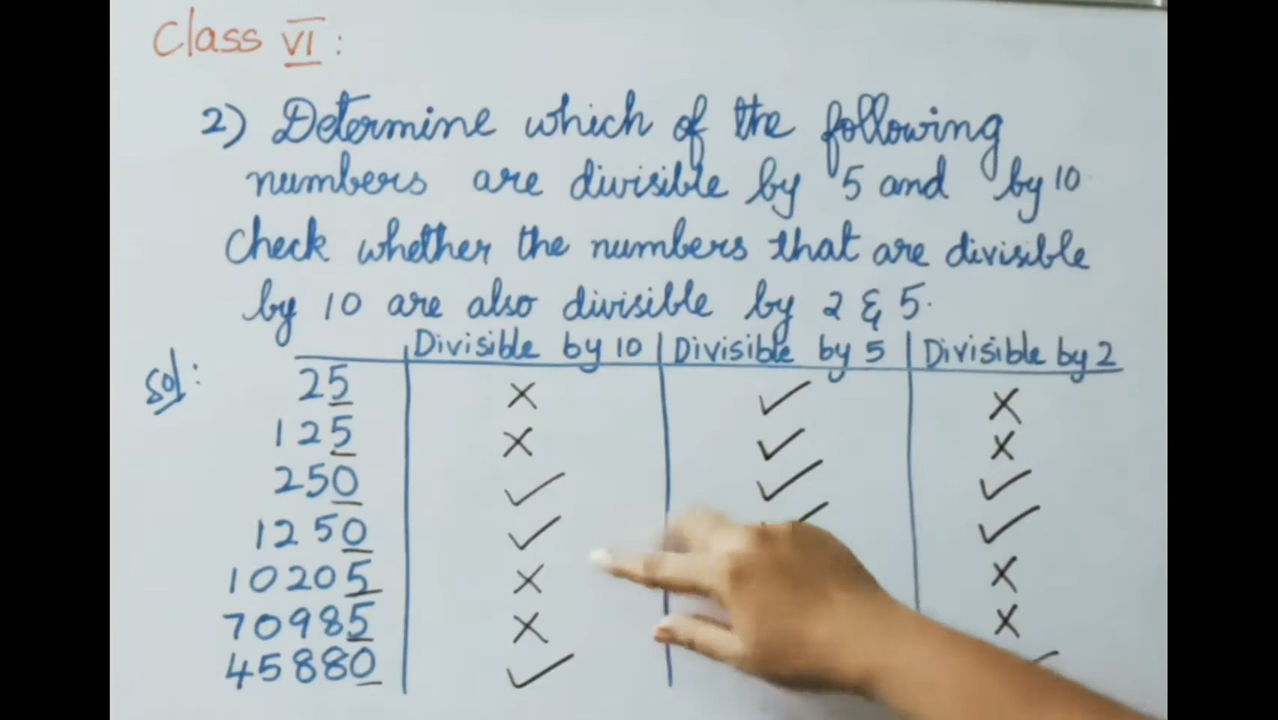 Class VI :
2) Determine which of the following
numbers are divisible by 5 and by 10
Check whether the numbers that are divisible
by 10 are also divisible by 2 & 5.
Sol: Divisible by 10 Divisible by 5 Divisible by 2
25 × ✓ ×
125 × ✓ ×
250 ✓ ✓ ✓
1250 ✓ ✓ ✓
10205 × ×
70985 × ×
45880 ✓